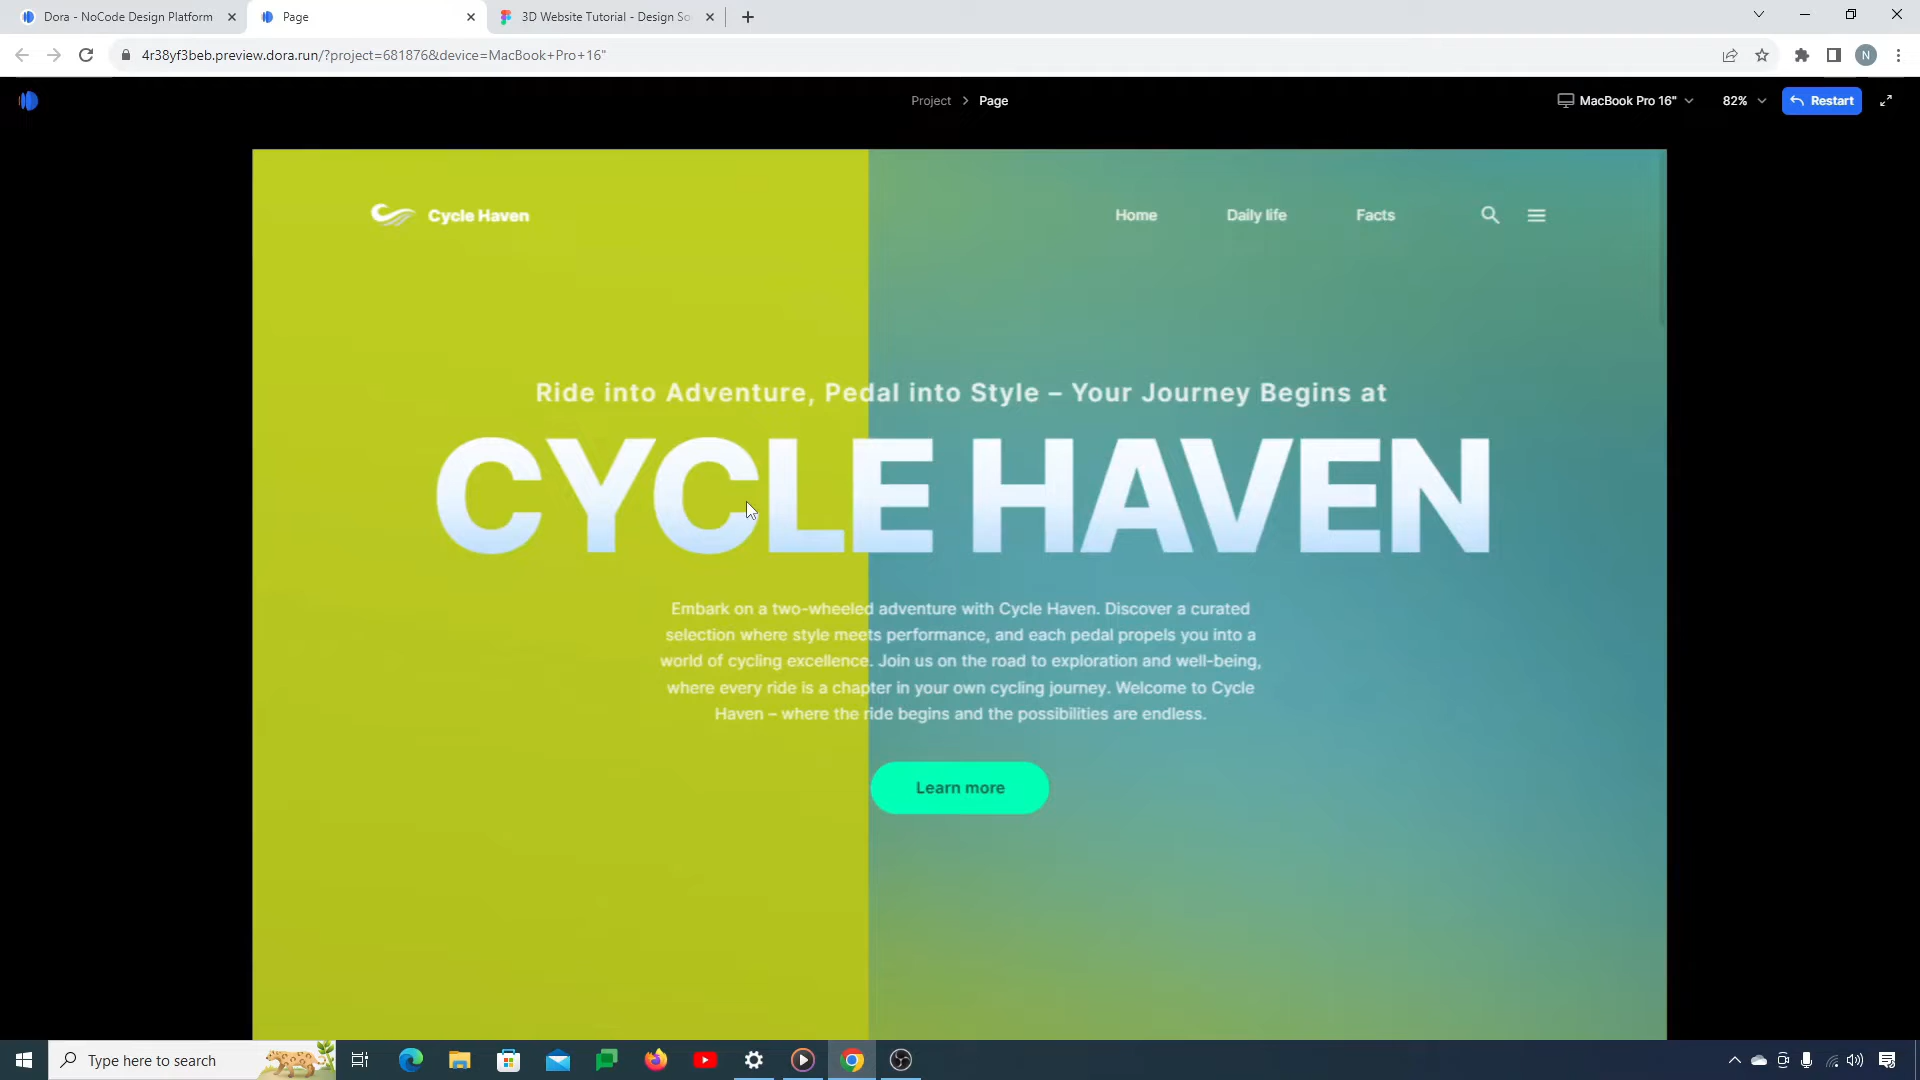 Dora - NoCode Design Platform
Page
3D Website Tutorial - Design So
4r38yf3beb.preview.dora.run/?project=681876&device=MacBook+Pro+16"
N
Project > Page
MacBook Pro 16"
82%
Restart
Cycle Haven
Home
Daily life
Facts
Ride into Adventure, Pedal into Style – Your Journey Begins at
CYCLE HAVEN
Embark on a two-wheeled adventure with Cycle Haven. Discover a curated
selection where style meets performance, and each pedal propels you into a
world of cycling excellence. Join us on the road to exploration and well-being,
where every ride is a chapter in your own cycling journey. Welcome to Cycle
Haven – where the ride begins and the possibilities are endless.
Learn more
Type here to search